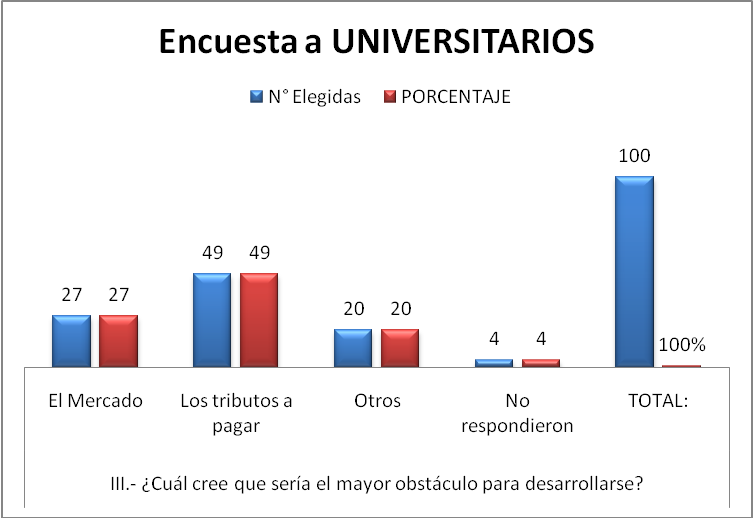 Encuesta a UNIVERSITARIOS
N° Elegidas PORCENTAJE
100
49 49
27 27
20 20
4 4
100%
El Mercado Los tributos a pagar Otros No respondieron TOTAL:
III.- ¿Cuál cree que sería el mayor obstáculo para desarrollarse?